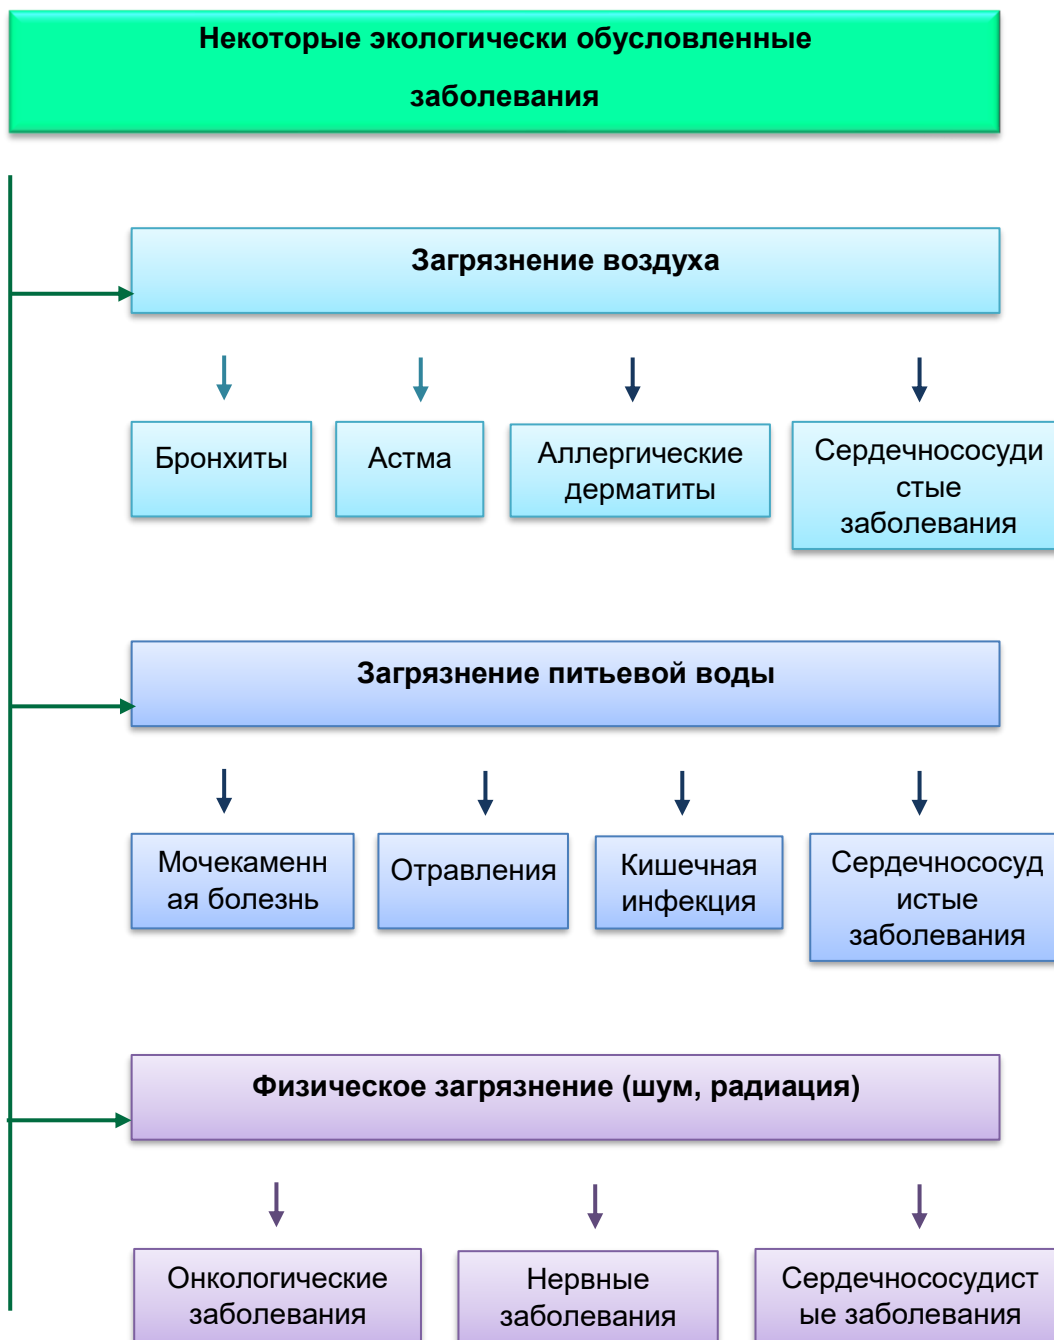 Некоторые экологически обусловленные
заболевания
Загрязнение воздуха
Бронхиты
Астма
Аллергические
дерматиты
Сердечнососуди
стые
заболевания
Загрязнение питьевой воды
Мочекаменн
ая болезнь
Отравления
Кишечная
инфекция
Сердечнососуд
истые
заболевания
Физическое загрязнение (шум, радиация)
Онкологические
заболевания
Нервные
заболевания
Сердечнососудист
ые заболевания